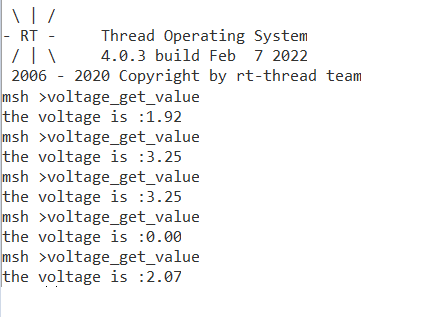 \ | /
- RT -     Thread Operating System
/ | \     4.0.3 build Feb  7 2022
2006 - 2020 Copyright by rt-thread team
msh >voltage_get_value
the voltage is :1.92
msh >voltage_get_value
the voltage is :3.25
msh >voltage_get_value
the voltage is :3.25
msh >voltage_get_value
the voltage is :0.00
msh >voltage_get_value
the voltage is :2.07